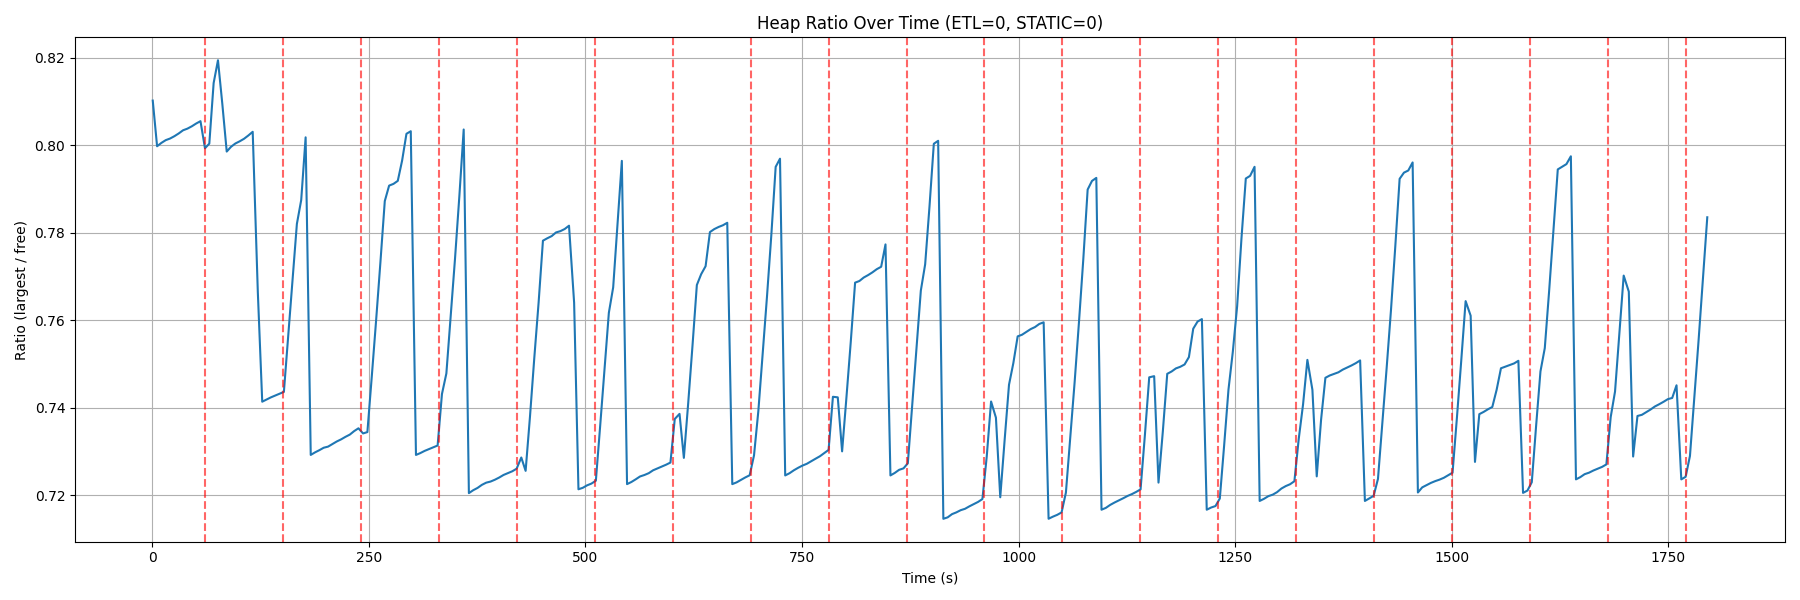 Heap Ratio Over Time (ETL=0, STATIC=0)
Ratio (largest / free)
0.82
0.80
0.78
0.76
0.74
0.72
0 250 500 750 1000 1250 1500 1750
Time (s)